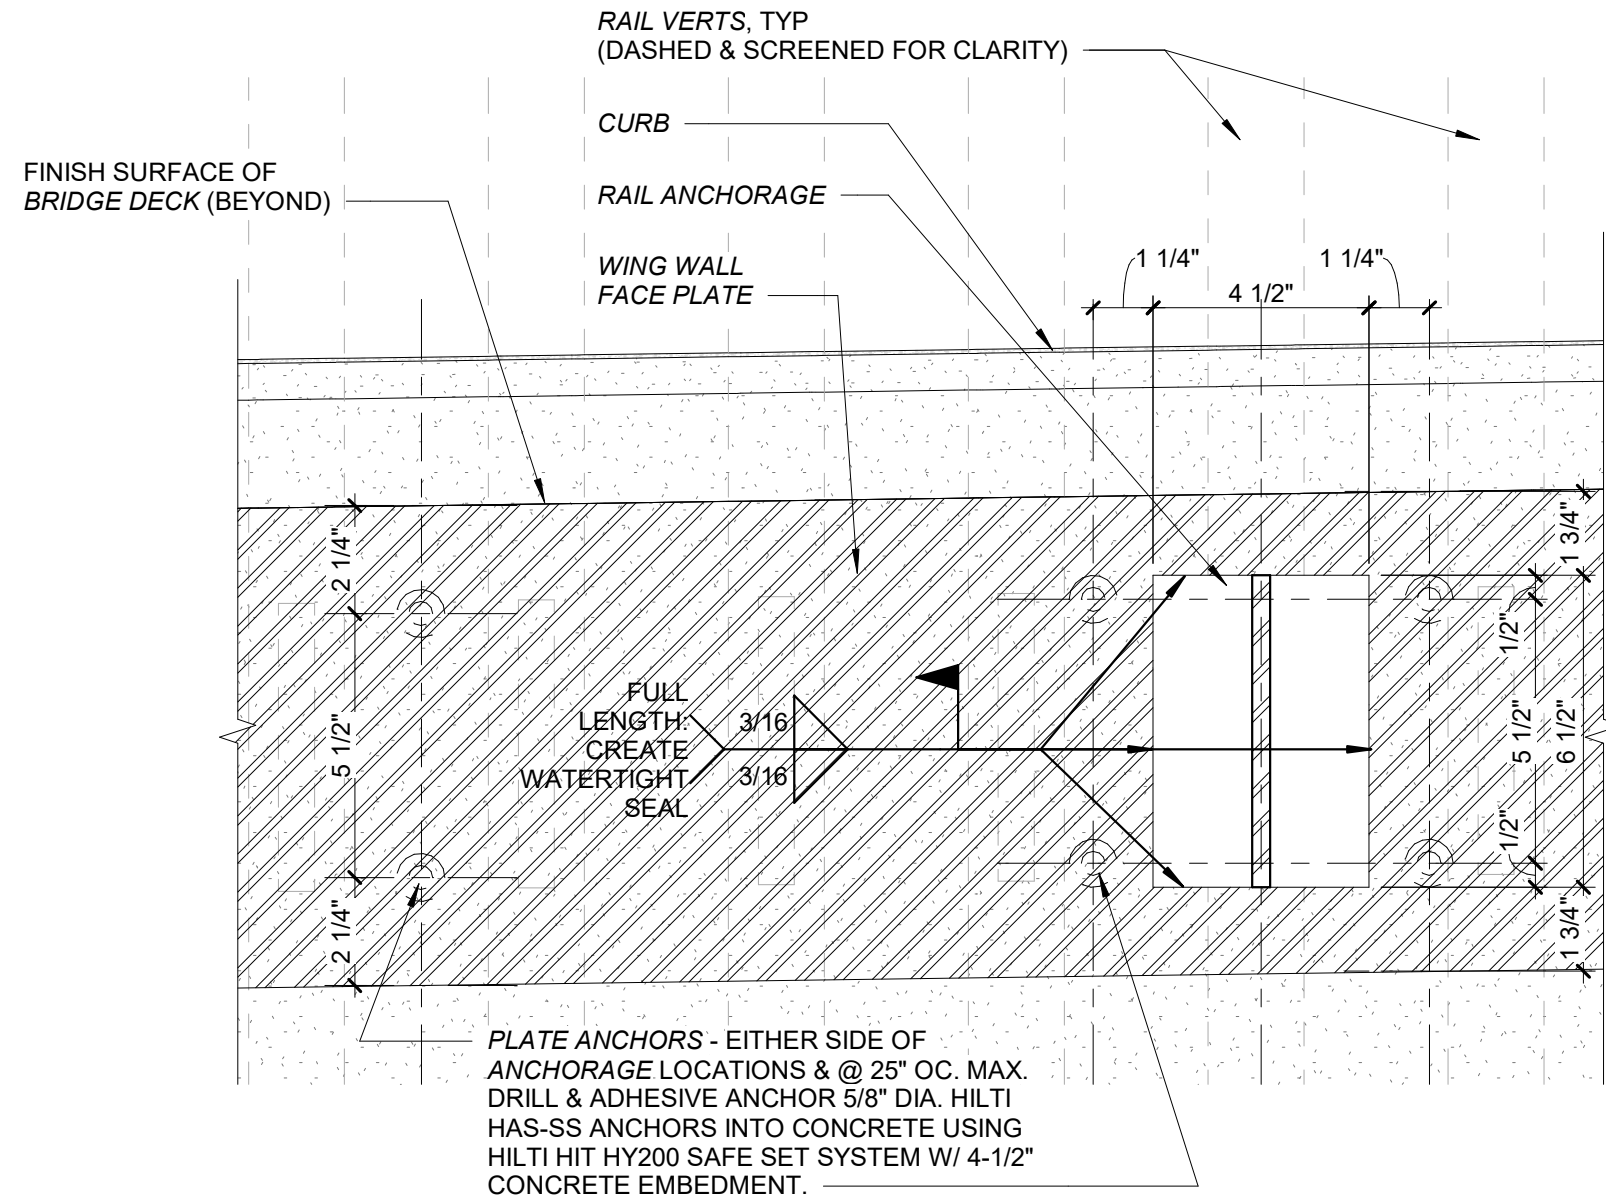 RAIL VERTS, TYP
(DASHED & SCREENED FOR CLARITY)
CURB
FINISH SURFACE OF
BRIDGE DECK (BEYOND)
RAIL ANCHORAGE
WING WALL
FACE PLATE
1 1/4"
1 1/4"
4 1/2"
2 1/4"
5 1/2"
2 1/4"
1 3/4"
1/2"
5 1/2"
6 1/2"
1/2"
1 3/4"
FULL
LENGTH.
CREATE
WATERTIGHT
SEAL
3/16
3/16
PLATE ANCHORS - EITHER SIDE OF
ANCHORAGE LOCATIONS & @ 25" OC. MAX.
DRILL & ADHESIVE ANCHOR 5/8" DIA. HILTI
HAS-SS ANCHORS INTO CONCRETE USING
HILTI HIT HY200 SAFE SET SYSTEM W/ 4-1/2"
CONCRETE EMBEDMENT.